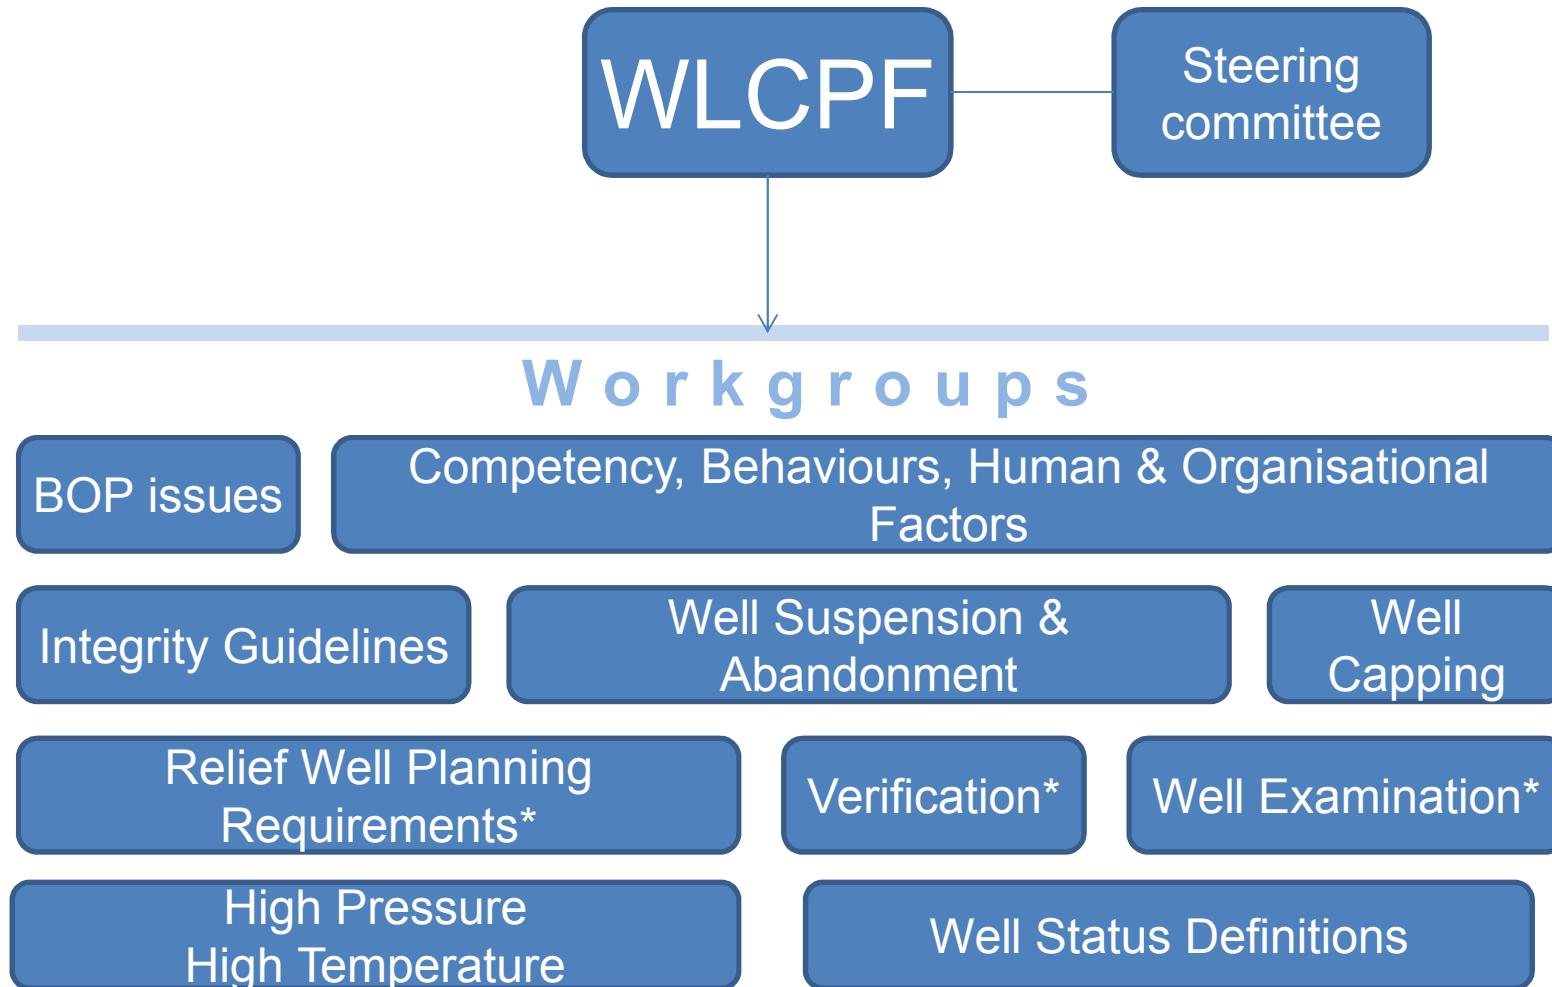 WLCPF
Steering
committee
Workgroups
BOP issues
Competency, Behaviours, Human & Organisational
Factors
Integrity Guidelines
Well Suspension &
Abandonment
Well
Capping
Relief Well Planning
Requirements*
Verification*
Well Examination*
High Pressure
High Temperature
Well Status Definitions